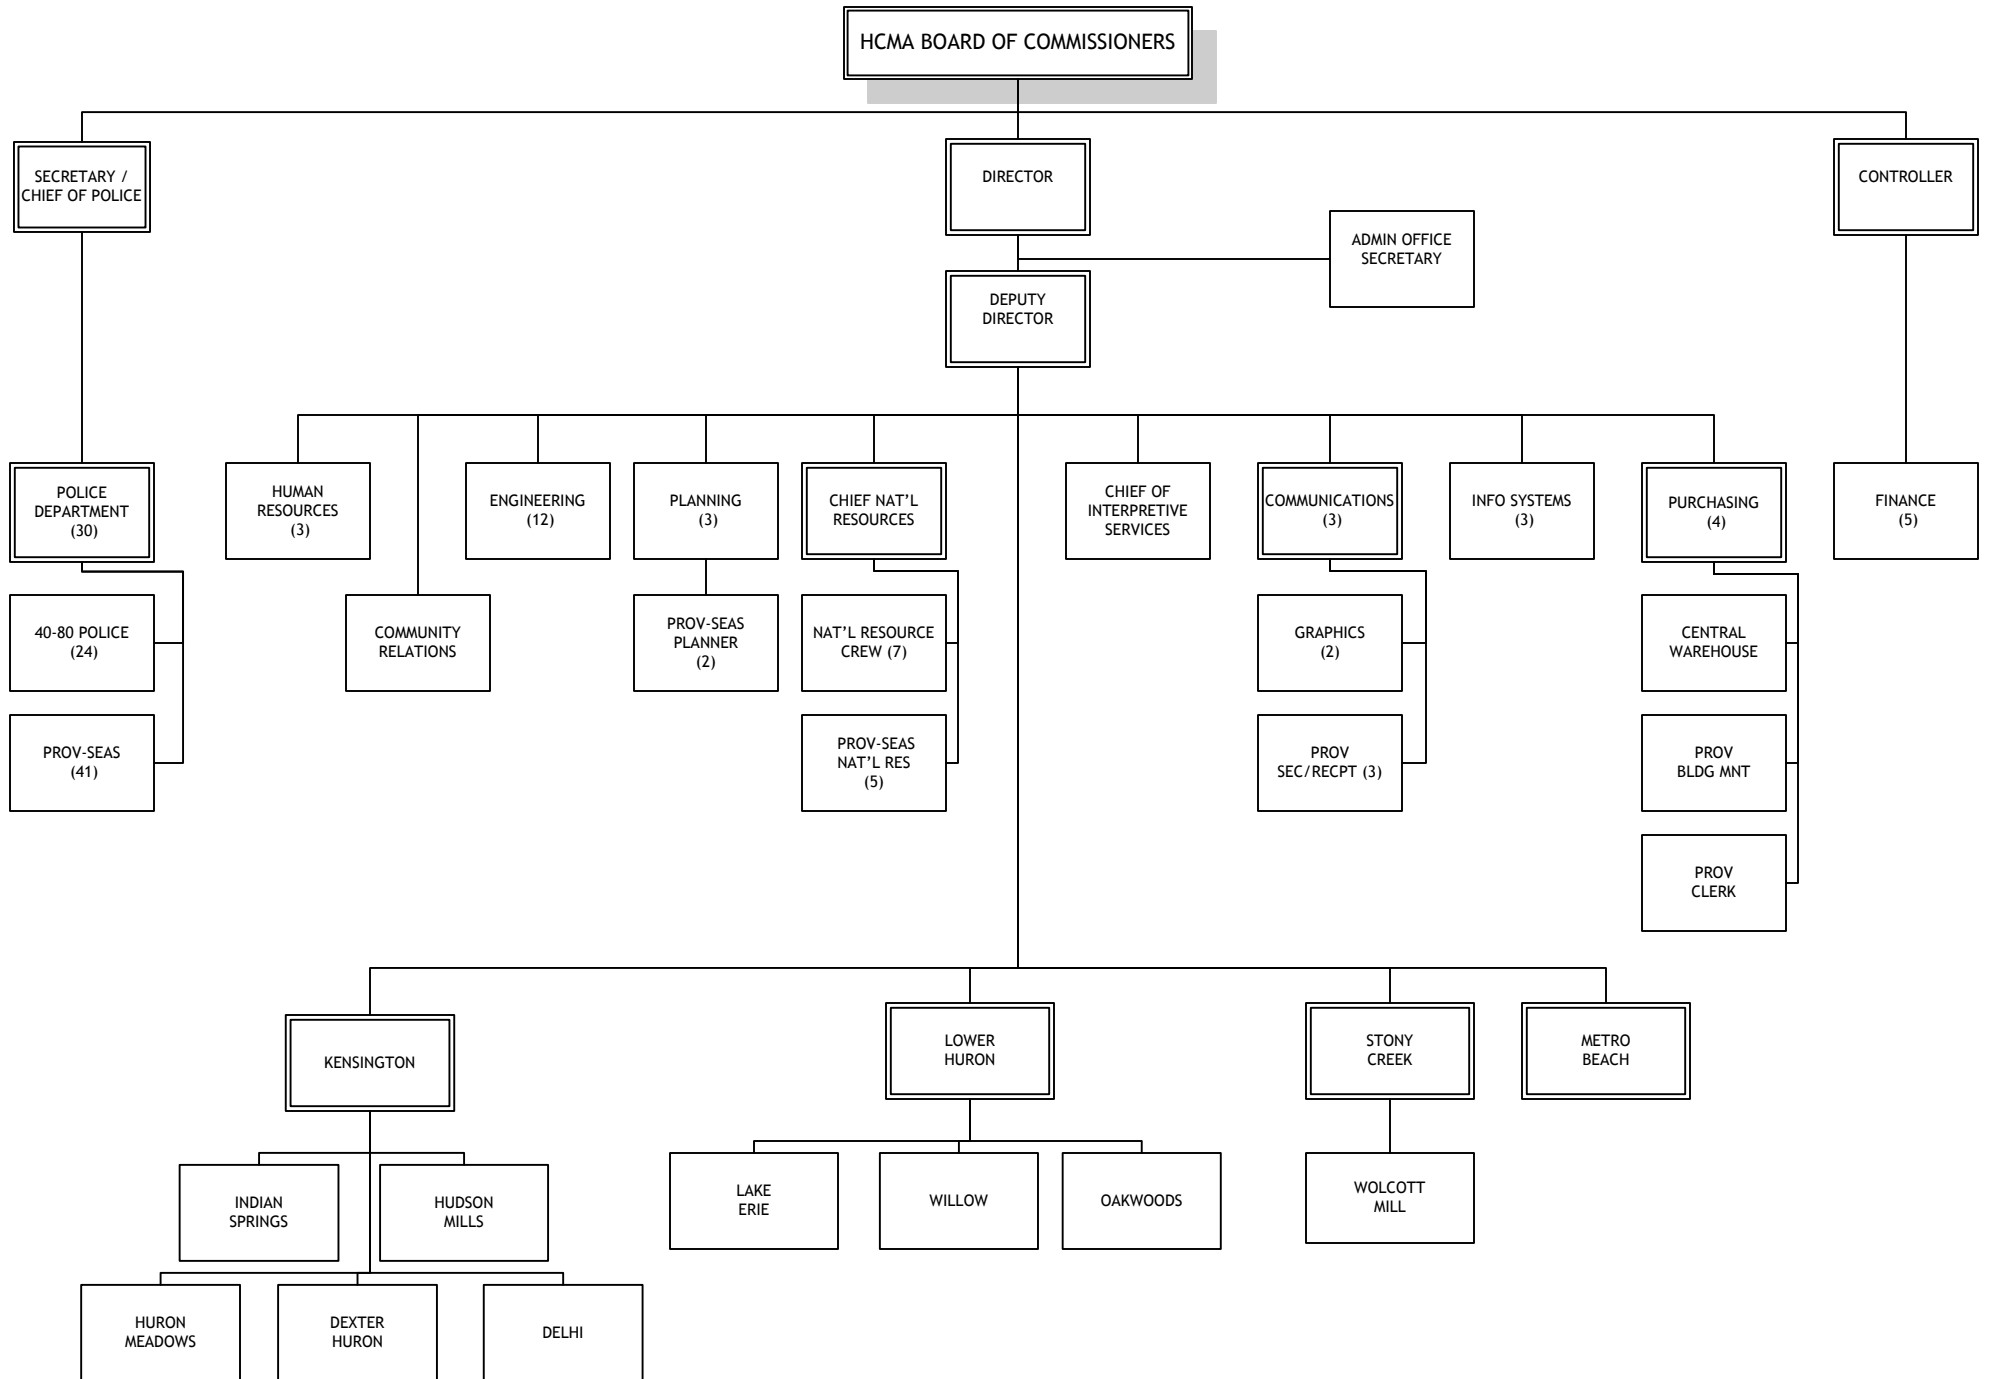 HCMA BOARD OF COMMISSIONERS
SECRETARY /
CHIEF OF POLICE
DIRECTOR
CONTROLLER
ADMIN OFFICE
SECRETARY
DEPUTY
DIRECTOR
POLICE
DEPARTMENT
(30)
HUMAN
RESOURCES
(3)
ENGINEERING
(12)
PLANNING
(3)
CHIEF NAT'L
RESOURCES
CHIEF OF
INTERPRETIVE
SERVICES
COMMUNICATIONS
(3)
INFO SYSTEMS
(3)
PURCHASING
(4)
FINANCE
(5)
40-80 POLICE
(24)
COMMUNITY
RELATIONS
PROV-SEAS
PLANNER
(2)
NAT'L RESOURCE
CREW (7)
GRAPHICS
(2)
CENTRAL
WAREHOUSE
PROV-SEAS
(41)
PROV-SEAS
NAT'L RES
(5)
PROV
SEC/RECPT (3)
PROV
BLDG MNT
PROV
CLERK
KENSINGTON
LOWER
HURON
STONY
CREEK
METRO
BEACH
INDIAN
SPRINGS
HUDSON
MILLS
LAKE
ERIE
WILLOW
OAKWOODS
WOLCOTT
MILL
HURON
MEADOWS
DEXTER
HURON
DELHI